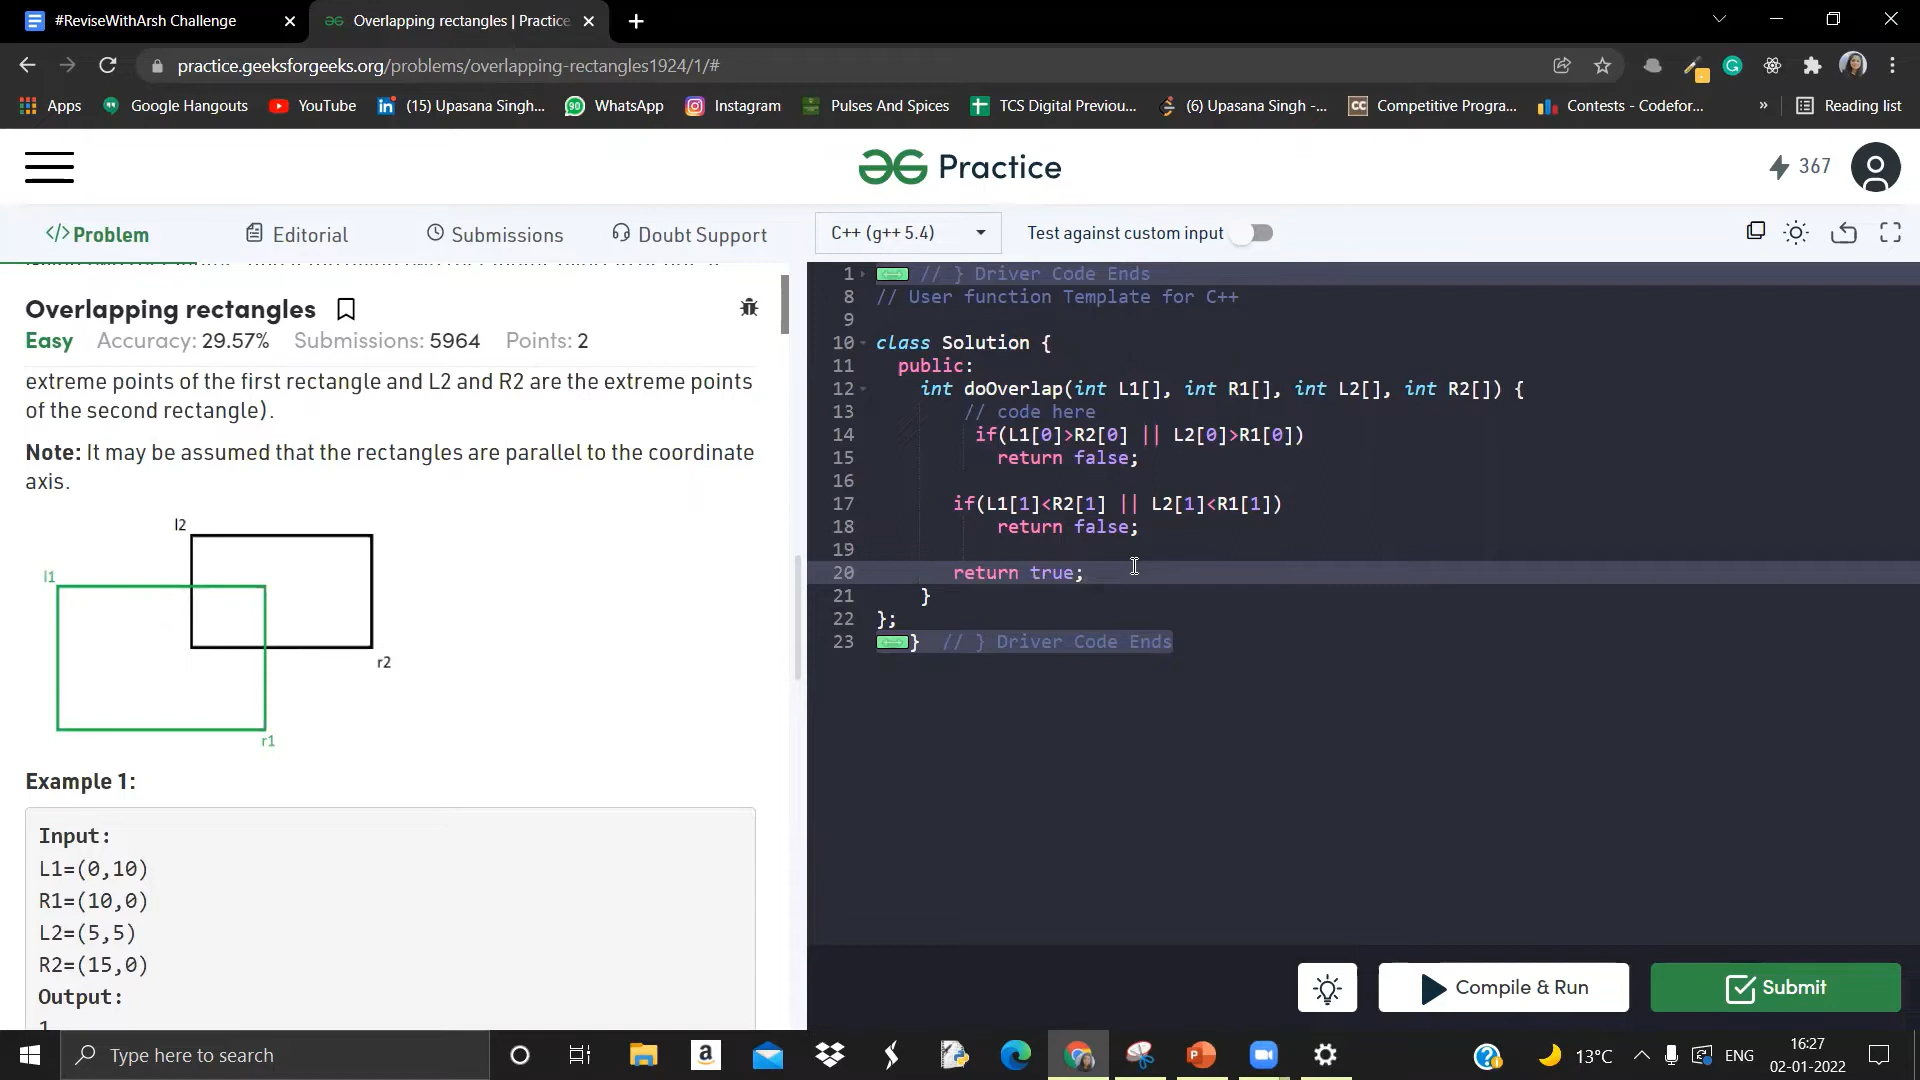 #ReviseWithArsh Challenge
Overlapping rectangles | Practice
practice.geeksforgeeks.org/problems/overlapping-rectangles1924/1/#
Apps Google Hangouts YouTube (15) Upasana Singh... WhatsApp Instagram Pulses And Spices TCS Digital Previou... (6) Upasana Singh -... Competitive Progra... Contests - Codefor... » Reading list
Practice
367
</> Problem Editorial Submissions Doubt Support
C++ (g++ 5.4) Test against custom input
Overlapping rectangles
Easy Accuracy: 29.57% Submissions: 5964 Points: 2
extreme points of the first rectangle and L2 and R2 are the extreme points
of the second rectangle).
Note: It may be assumed that the rectangles are parallel to the coordinate
axis.
l2
l1
r2
r1
Example 1:
Input:
L1=(0,10)
R1=(10,0)
L2=(5,5)
R2=(15,0)
Output:
1
1 // } Driver Code Ends
8 // User function Template for C++
9
10 class Solution {
11 public:
12 int doOverlap(int L1[], int R1[], int L2[], int R2[]) {
13 // code here
14 if(L1[0]>R2[0] || L2[0]>R1[0])
15 return false;
16
17 if(L1[1]<R2[1] || L2[1]<R1[1])
18 return false;
19
20 return true;
21 }
22 };
23 } // } Driver Code Ends
Compile & Run
Submit
Type here to search
13°C ENG
16:27
02-01-2022